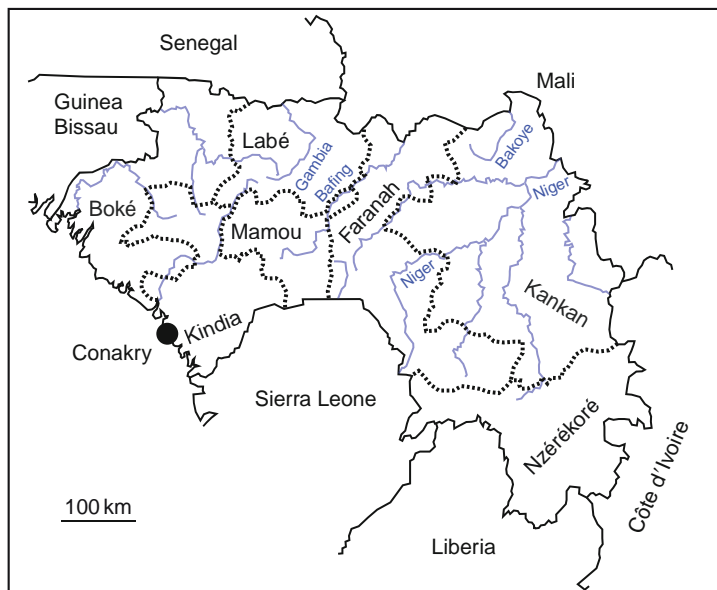 Senegal
Mali
Guinea
Bissau
Labé
Gambia
Bafing
Bakoye
Niger
Boké
Mamou
Faranah
Niger
Kankan
Conakry
Kindia
Sierra Leone
Nzérékoré
Côte d'Ivoire
100 km
Liberia